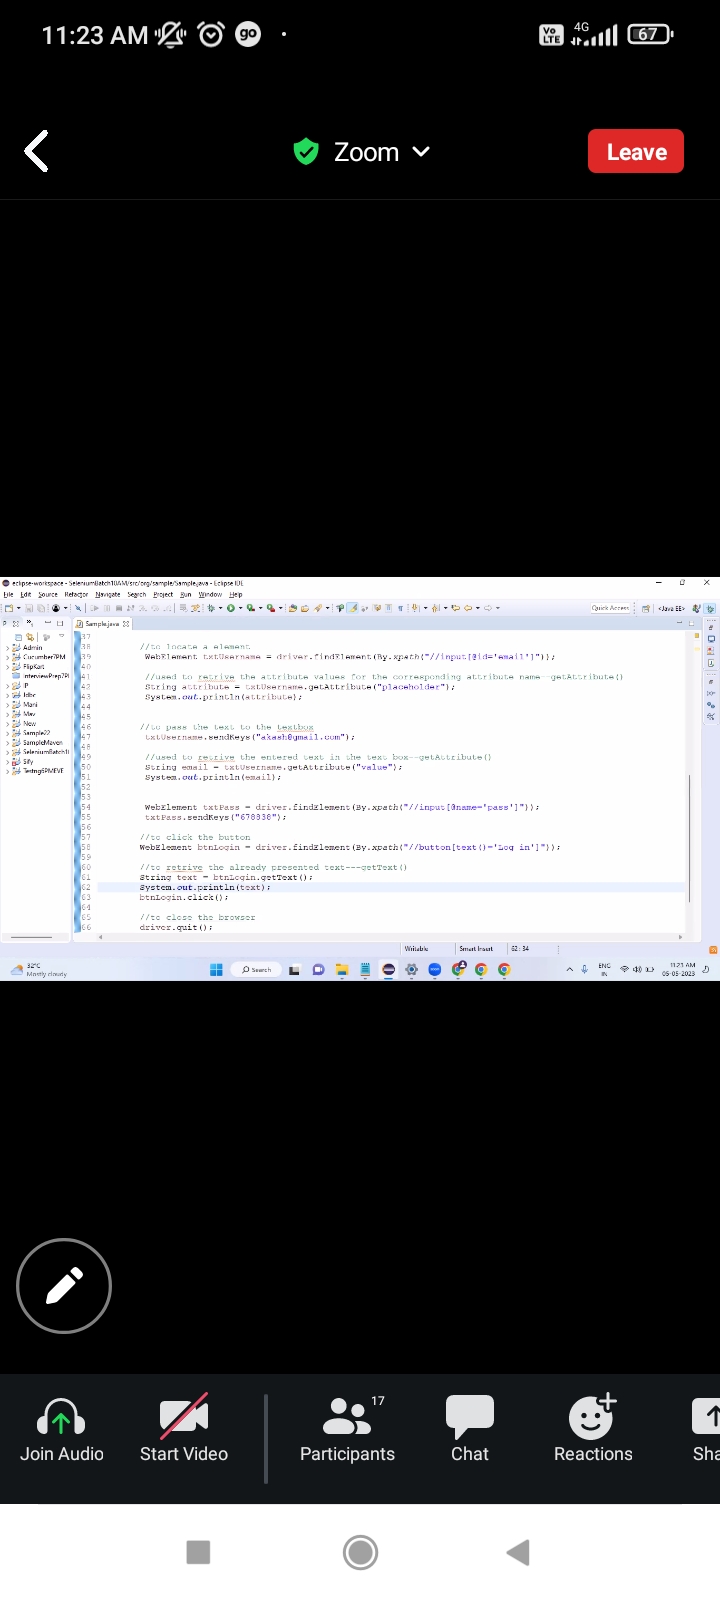 11:23 AM go Vo LTE 4G 67
Zoom
Leave
eclipse-workspace - SeleniumBatch10AM/src/org/sample/Sample.java - Eclipse IDE
File Edit Source Refactor Navigate Search Project Run Window Help
Quick Access <Java EE>
Sample.java
Admin
Cucumber7PM
FlipKart
InterviewPrep7P
IP
Jdbc
Mani
Mav
New
Sample22
SampleMaven
SeleniumBatch1
Sify
Testng6PMEVE
37
38 //to locate a element
39 WebElement txtUsername = driver.findElement(By.xpath("//input[@id='email']"));
40
41 //used to retrive the attribute values for the corresponding attribute name--getAttribute()
42 String attribute = txtUsername.getAttribute("placeholder");
43 System.out.println(attribute);
44
45
46 //to pass the text to the textbox
47 txtUsername.sendKeys("akash@gmail.com");
48
49 //used to retrive the entered text in the text box--getAttribute()
50 String email = txtUsername.getAttribute("value");
51 System.out.println(email);
52
53
54 WebElement txtPass = driver.findElement(By.xpath("//input[@name='pass']"));
55 txtPass.sendKeys("678838");
56
57 //to click the button
58 WebElement btnLogin = driver.findElement(By.xpath("//button[text()='Log in']"));
59
60 //to retrive the already presented text---getText()
61 String text = btnLogin.getText();
62 System.out.println(text);
63 btnLogin.click();
64
65 //to close the browser
66 driver.quit();
Writable Smart Insert 62 : 34
32°C
Mostly cloudy
Search
ENG
IN
11:23 AM
05-05-2023
17
Join Audio Start Video Participants Chat Reactions Sha